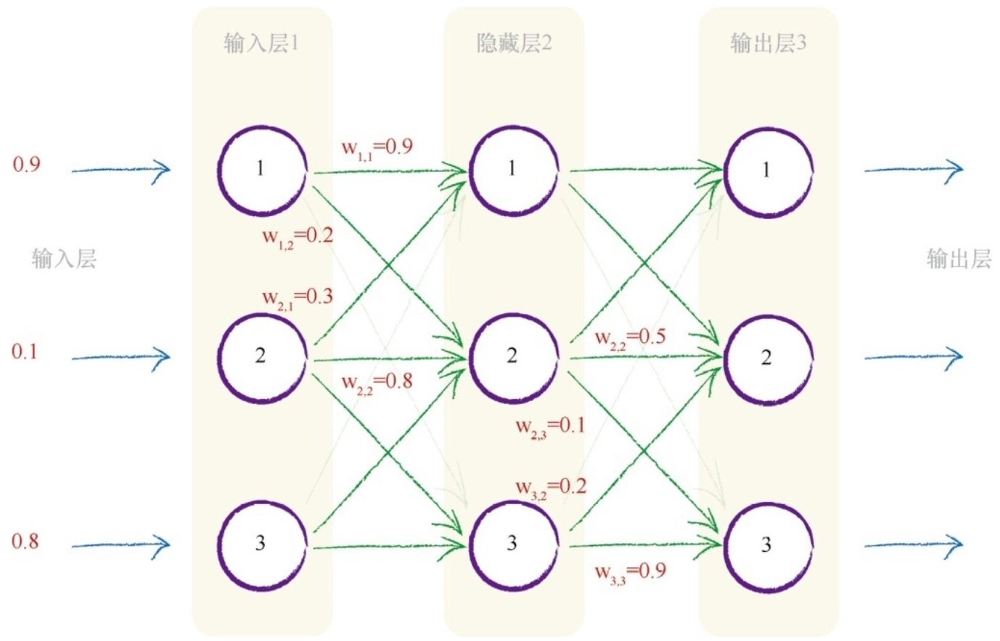 输入层1
隐藏层2
输出层3
w1,1=0.9
0.9
1
1
1
w1,2=0.2
输入层
输出层
w2,1=0.3
w2,2=0.5
0.1
2
2
2
w2,2=0.8
w2,3=0.1
w3,2=0.2
0.8
3
3
3
w3,3=0.9